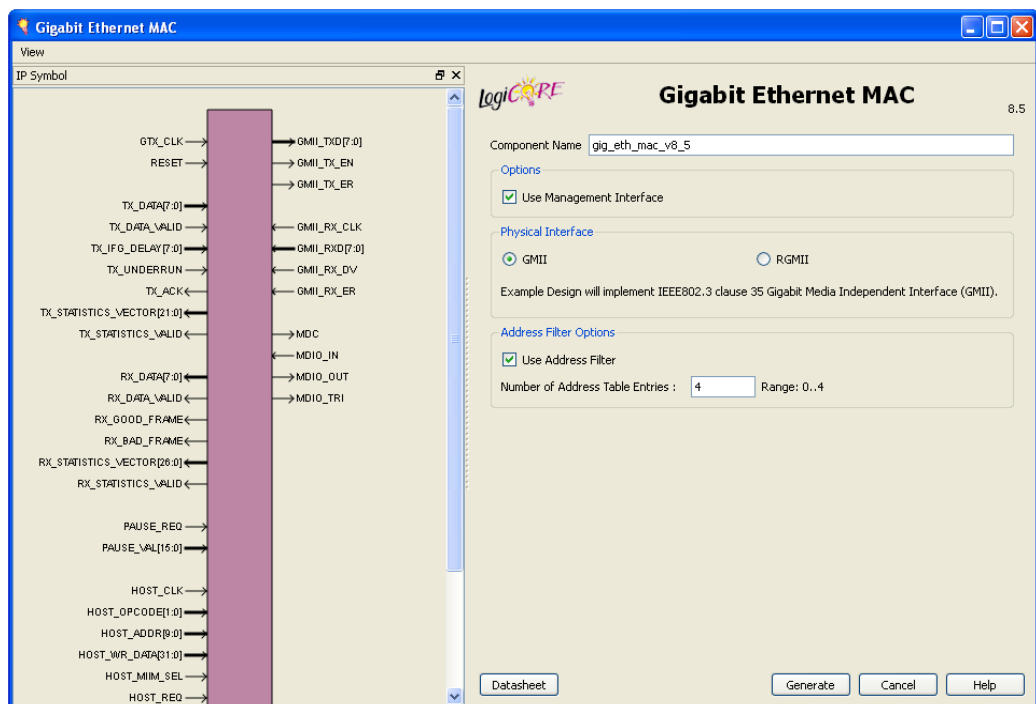 Gigabit Ethernet MAC
View
IP Symbol
GTX_CLK
RESET
TX_DATA[7:0]
TX_DATA_VALID
TX_IFG_DELAY[7:0]
TX_UNDERRUN
TX_ACK
TX_STATISTICS_VECTOR[21:0]
TX_STATISTICS_VALID
RX_DATA[7:0]
RX_DATA_VALID
RX_GOOD_FRAME
RX_BAD_FRAME
RX_STATISTICS_VECTOR[26:0]
RX_STATISTICS_VALID
PAUSE_REQ
PAUSE_VAL[15:0]
HOST_CLK
HOST_OPCODE[1:0]
HOST_ADDR[9:0]
HOST_WR_DATA[31:0]
HOST_MIIM_SEL
HOST_REQ
GMII_TXD[7:0]
GMII_TX_EN
GMII_TX_ER
GMII_RX_CLK
GMII_RXD[7:0]
GMII_RX_DV
GMII_RX_ER
MDC
MDIO_IN
MDIO_OUT
MDIO_TRI
LogiCORE
Gigabit Ethernet MAC
8.5
Component Name gig_eth_mac_v8_5
Options
Use Management Interface
Physical Interface
GMII RGMII
Example Design will implement IEEE802.3 clause 35 Gigabit Media Independent Interface (GMII).
Address Filter Options
Use Address Filter
Number of Address Table Entries : 4 Range: 0..4
Datasheet Generate Cancel Help